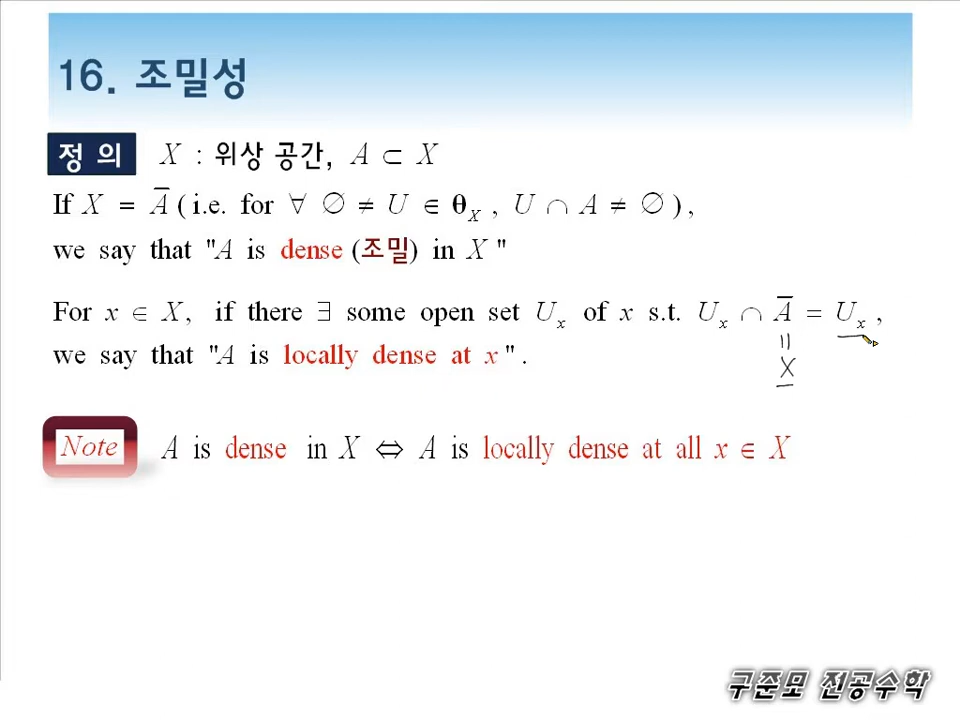 16. 조밀성
정 의 X : 위상 공간, A ⊂ X
If X = A̅ ( i.e. for ∀ ∅ ≠ U ∈ θ_X , U ∩ A ≠ ∅ ) ,
we say that "A is dense (조밀) in X "
For x ∈ X, if there ∃ some open set U_x of x s.t. U_x ∩ A̅ = U_x ,
we say that "A is locally dense at x " .
=
X
Note A is dense in X ⇔ A is locally dense at all x ∈ X
구준모 전공수학